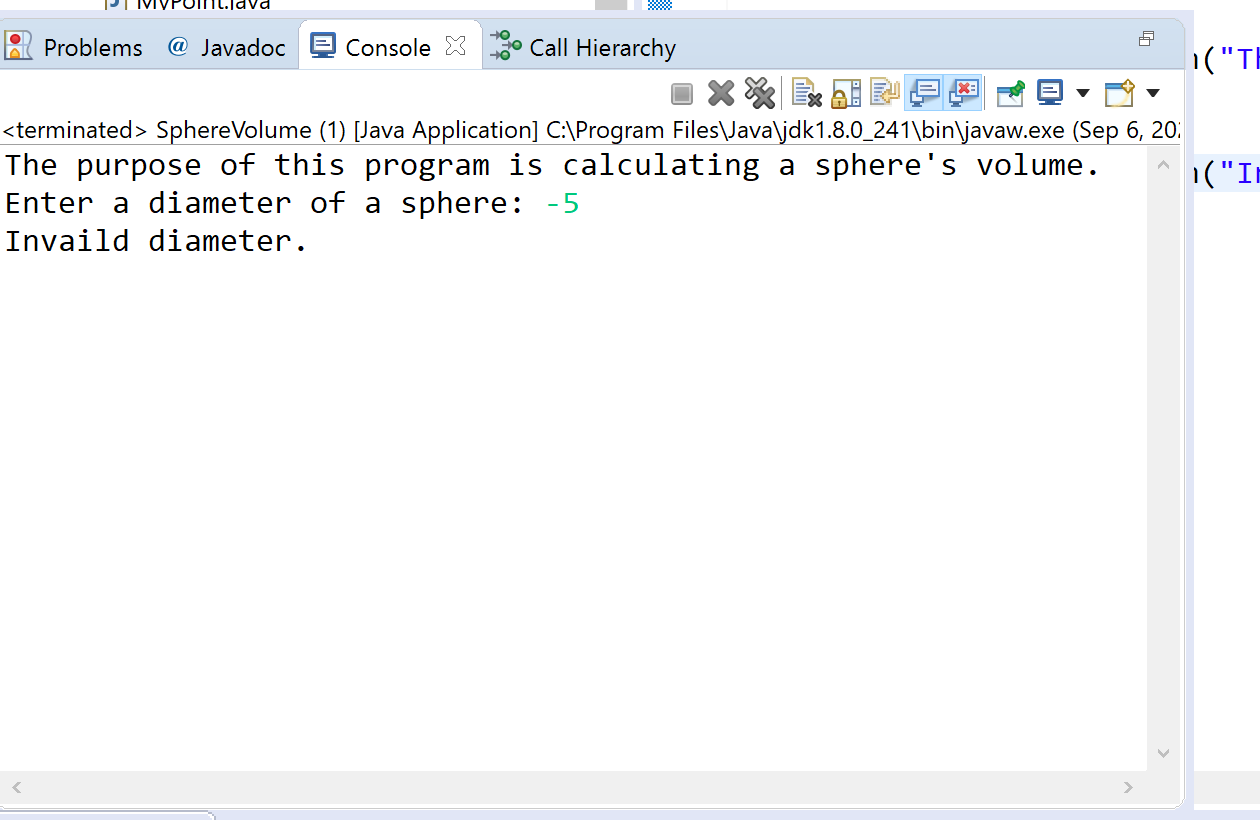 MyPoint.java
Problems @ Javadoc Console Call Hierarchy
<terminated> SphereVolume (1) [Java Application] C:\Program Files\Java\jdk1.8.0_241\bin\javaw.exe (Sep 6, 202
The purpose of this program is calculating a sphere's volume.
Enter a diameter of a sphere: -5
Invaild diameter.
("Th
("In